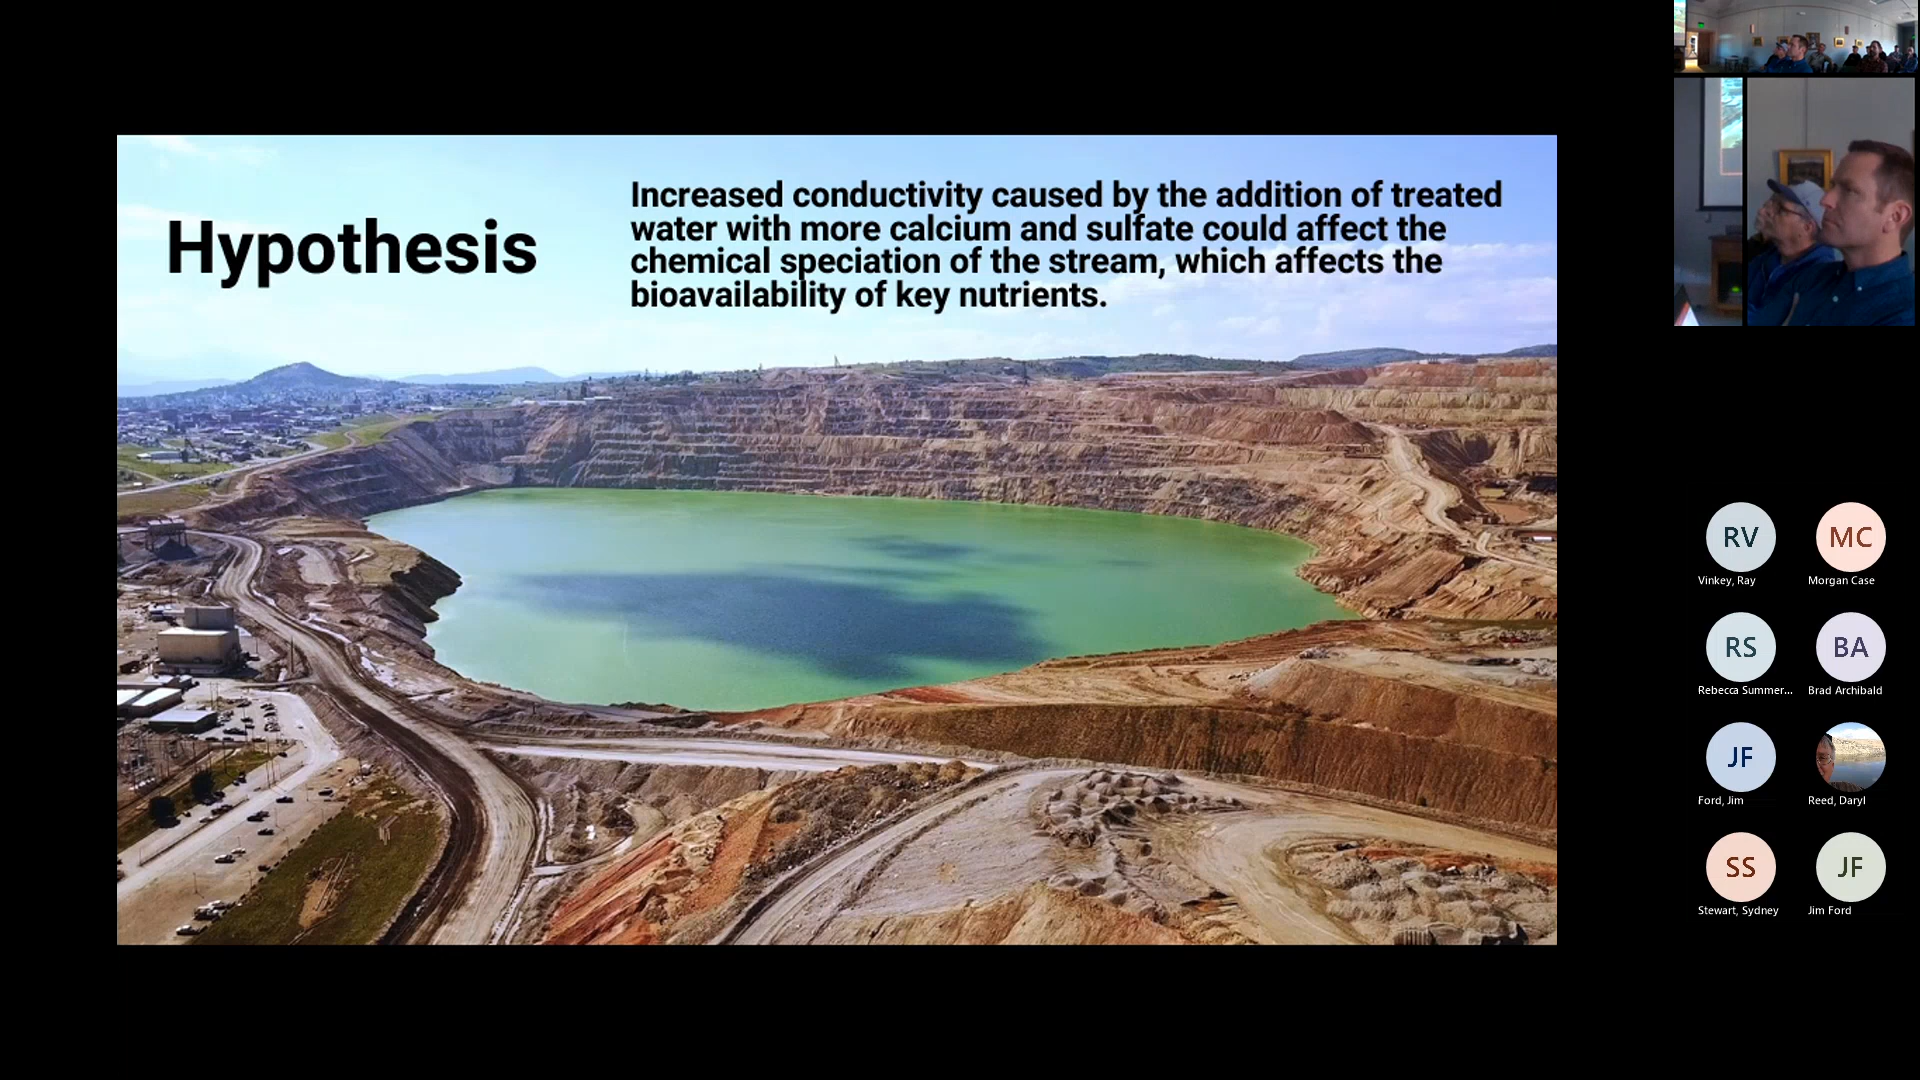 Hypothesis
Increased conductivity caused by the addition of treated
water with more calcium and sulfate could affect the
chemical speciation of the stream, which affects the
bioavailability of key nutrients.
RV
Vinkey, Ray
MC
Morgan Case
RS
Rebecca Summer...
BA
Brad Archibald
JF
Ford, Jim
Reed, Daryl
SS
Stewart, Sydney
JF
Jim Ford